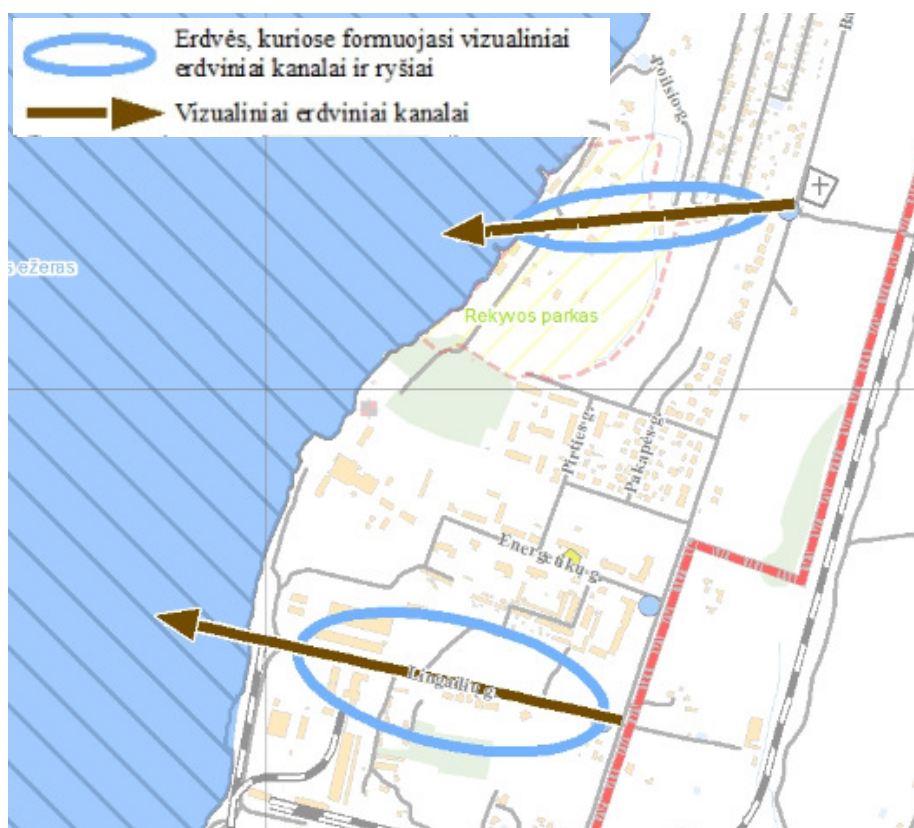 Erdvės, kuriose formuojasi vizualiniai
erdviniai kanalai ir ryšiai
Vizualiniai erdviniai kanalai
Poilsio g.
Ba
s ežeras
Rekyvos parkas
Pirties g.
Pakapės g.
Energetikų g.
Lingailių g.